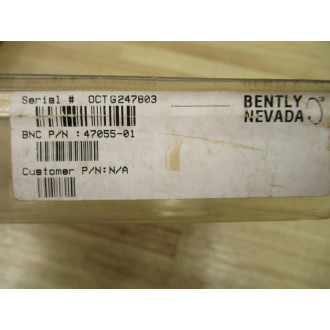 Serial # OCTG247803
BENTLY
NEVADA
BNC P/N :47055-01
Customer P/N:N/A